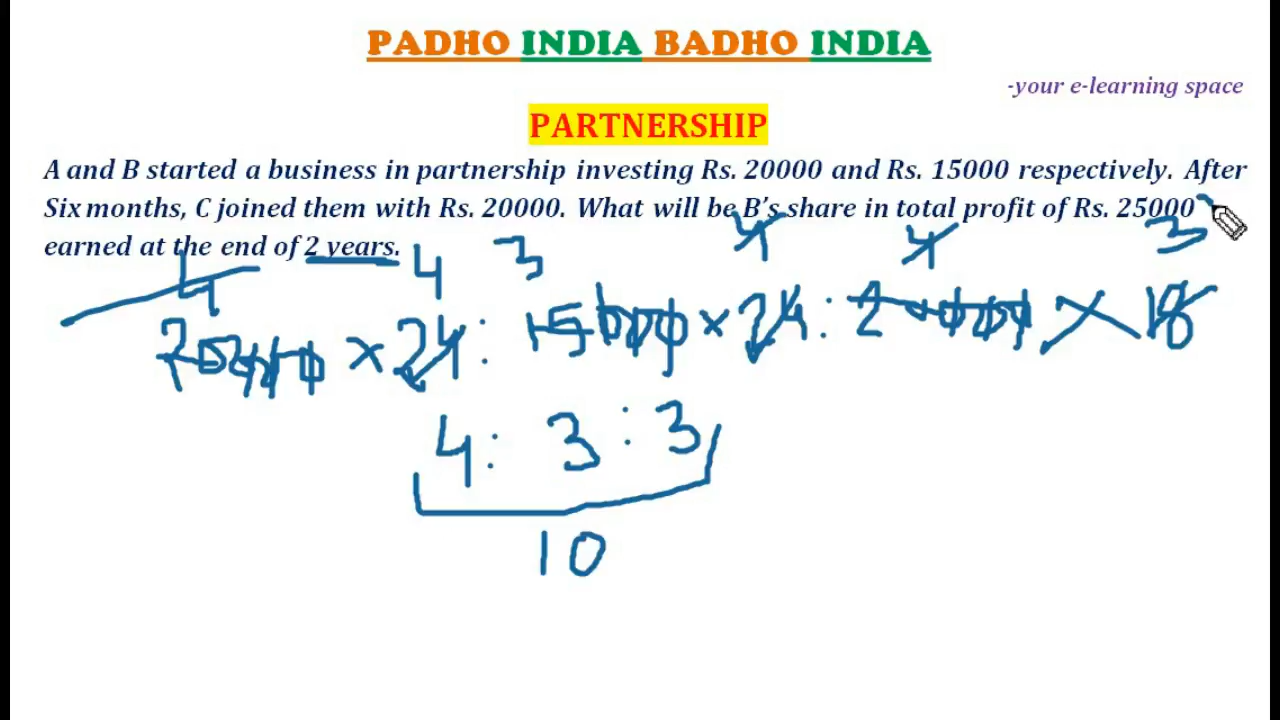 PADHO INDIA BADHO INDIA
-your e-learning space
PARTNERSHIP
A and B started a business in partnership investing Rs. 20000 and Rs. 15000 respectively. After
Six months, C joined them with Rs. 20000. What will be B's share in total profit of Rs. 25000
earned at the end of 2 years.
4 4 3 4 4 3
20000 × 24 : 15000 × 24 : 20000 × 18
4 : 3 : 3
10